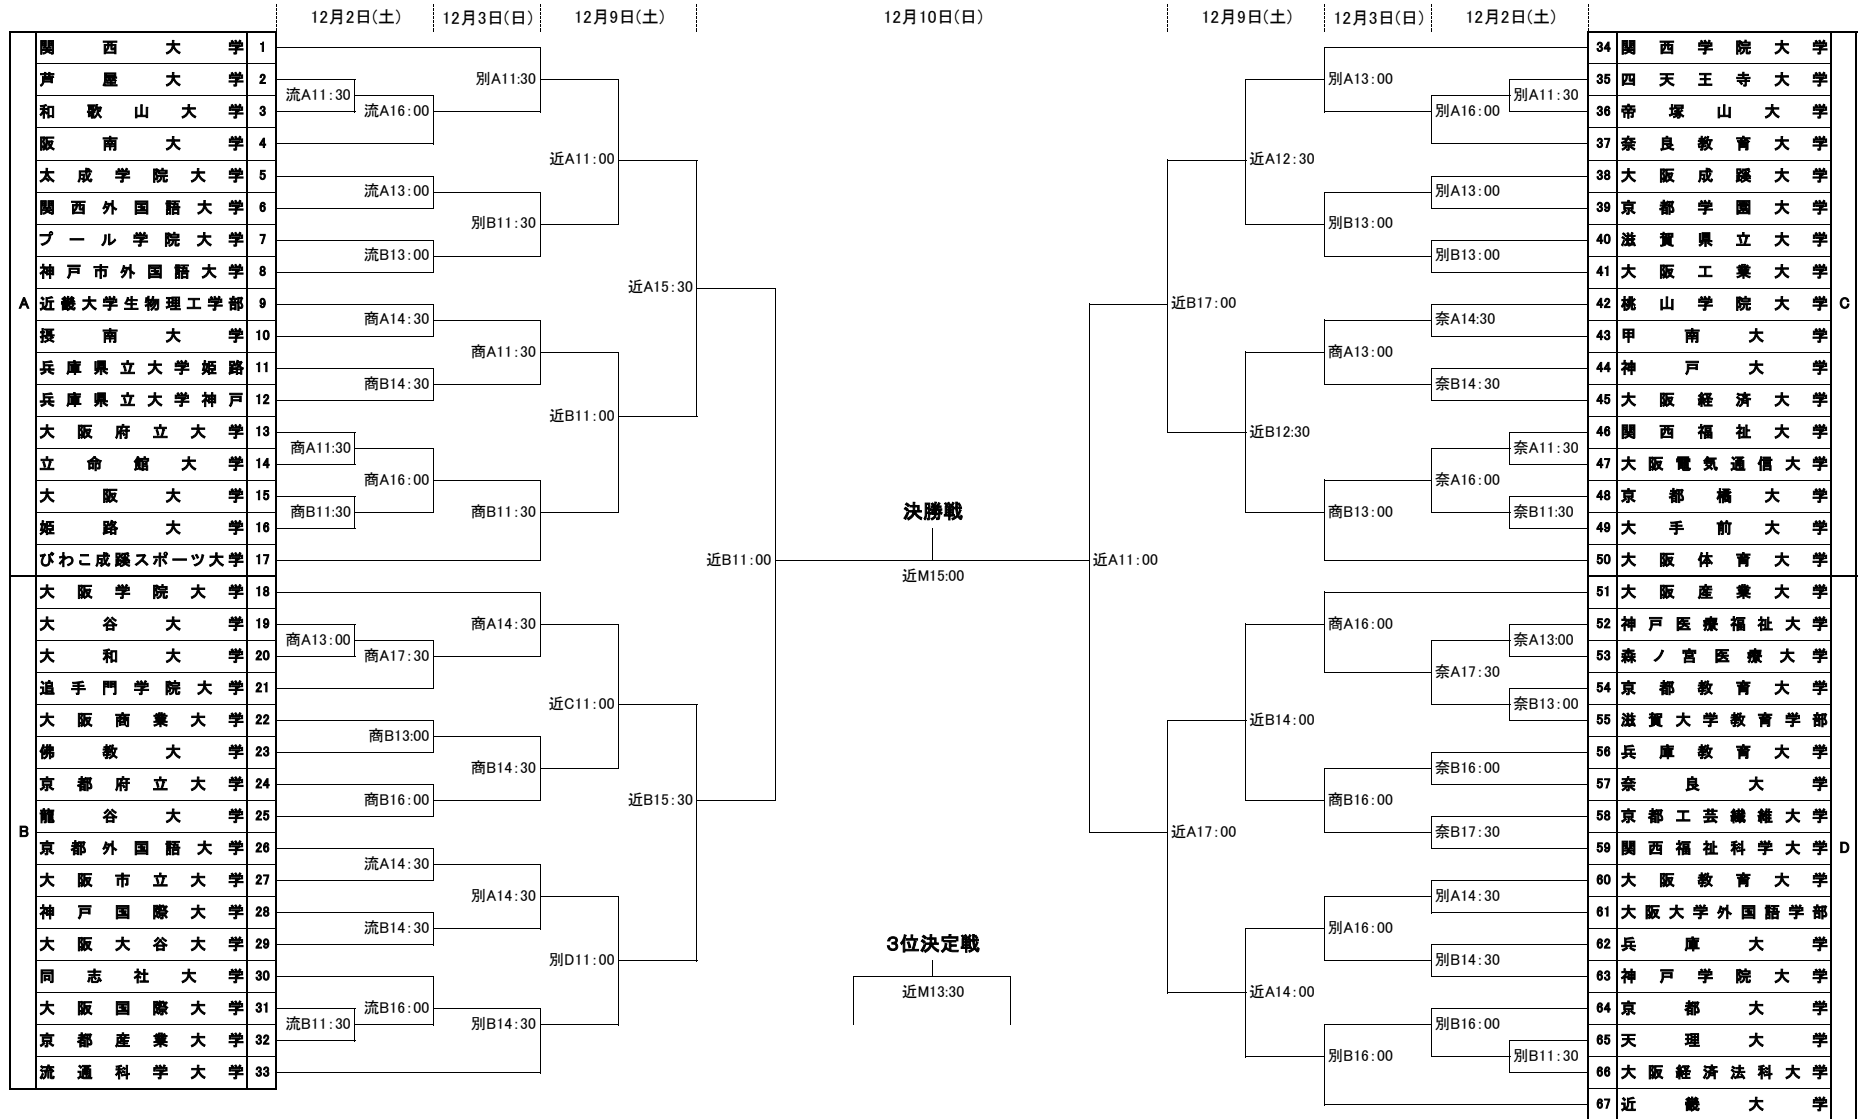 12月2日(土) 12月3日(日) 12月9日(土) 12月10日(日) 12月9日(土) 12月3日(日) 12月2日(土)
A
関西大学 1
芦屋大学 2
和歌山大学 3
阪南大学 4
太成学院大学 5
関西外国語大学 6
プール学院大学 7
神戸市外国語大学 8
近畿大学生物理工学部 9
摂南大学 10
兵庫県立大学姫路 11
兵庫県立大学神戸 12
大阪府立大学 13
立命館大学 14
大阪大学 15
姫路大学 16
びわこ成蹊スポーツ大学 17
B
大阪学院大学 18
大谷大学 19
大和大学 20
追手門学院大学 21
大阪商業大学 22
佛教大学 23
京都府立大学 24
龍谷大学 25
京都外国語大学 26
大阪市立大学 27
神戸国際大学 28
大阪大谷大学 29
同志社大学 30
大阪国際大学 31
京都産業大学 32
流通科学大学 33
流A11:30
商A11:30
商B11:30
商A13:00
流B11:30
流A16:00
流A13:00
流B13:00
商A14:30
商B14:30
商A16:00
商A17:30
商B13:00
商B16:00
流A14:30
流B14:30
流B16:00
別A11:30
別B11:30
商A11:30
商B11:30
商A14:30
商B14:30
別A14:30
別B14:30
近A11:00
近B11:00
近C11:00
別D11:00
近A15:30
近B15:30
近B11:00
決勝戦
近M15:00
3位決定戦
近M13:30
近A11:00
近B17:00
近A17:00
近A12:30
近B12:30
近B14:00
近A14:00
別A13:00
別B13:00
商A13:00
商B13:00
商A16:00
商B16:00
別A16:00
別B16:00
別A16:00
別A13:00
別B13:00
奈A14:30
奈B14:30
奈A16:00
奈A17:30
奈B16:00
奈B17:30
別A14:30
別B14:30
別B16:00
別A11:30
奈A11:30
奈B11:30
奈A13:00
奈B13:00
別B11:30
34 関西学院大学
35 四天王寺大学
36 帝塚山大学
37 奈良教育大学
38 大阪成蹊大学
39 京都学園大学
40 滋賀県立大学
41 大阪工業大学
42 桃山学院大学
43 甲南大学
44 神戸大学
45 大阪経済大学
46 関西福祉大学
47 大阪電気通信大学
48 京都橘大学
49 大手前大学
50 大阪体育大学
C
51 大阪産業大学
52 神戸医療福祉大学
53 森ノ宮医療大学
54 京都教育大学
55 滋賀大学教育学部
56 兵庫教育大学
57 奈良大学
58 京都工芸繊維大学
59 関西福祉科学大学
60 大阪教育大学
61 大阪大学外国語学部
62 兵庫大学
63 神戸学院大学
64 京都大学
65 天理大学
66 大阪経済法科大学
67 近畿大学
D